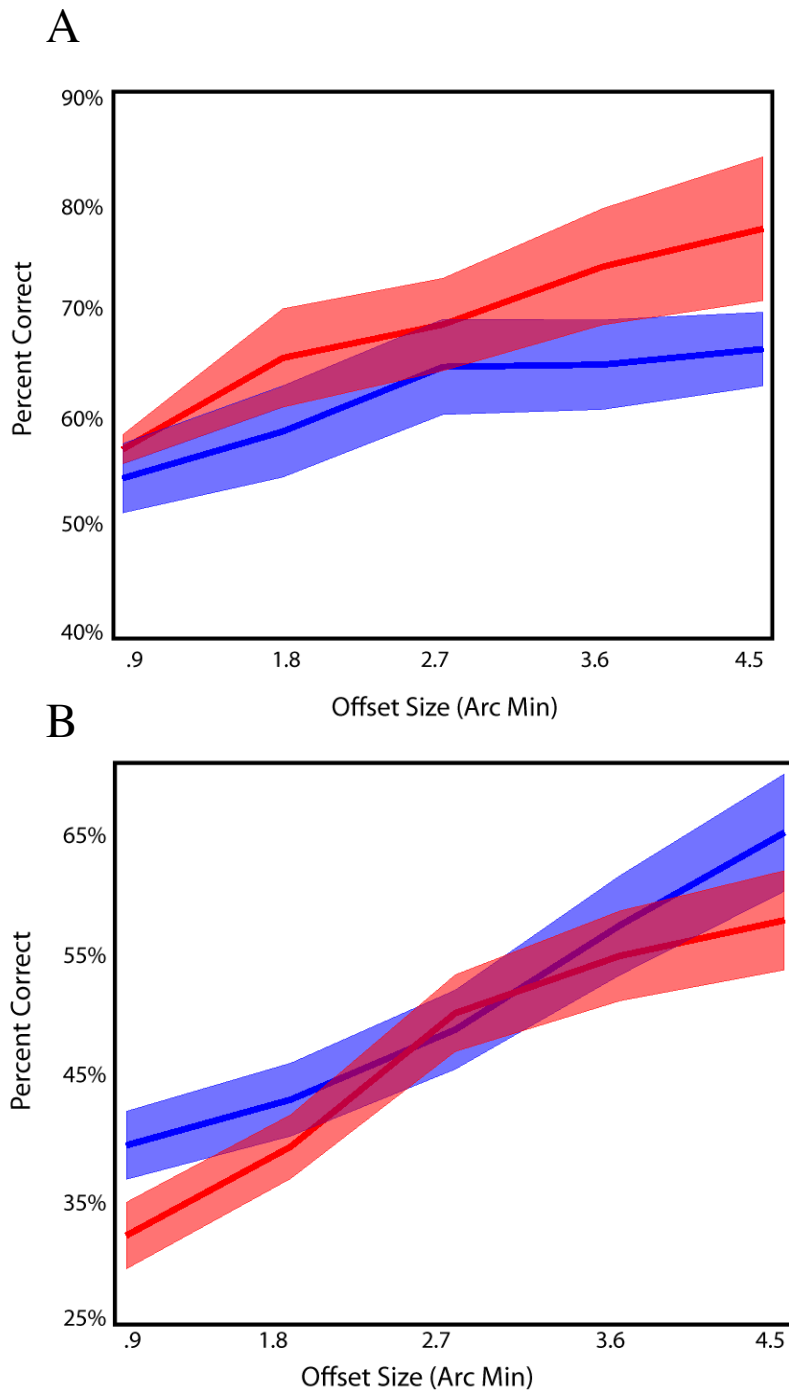 A
90%
80%
70%
60%
50%
40%
Percent Correct
.9 1.8 2.7 3.6 4.5
Offset Size (Arc Min)
B
65%
55%
45%
35%
25%
Percent Correct
.9 1.8 2.7 3.6 4.5
Offset Size (Arc Min)